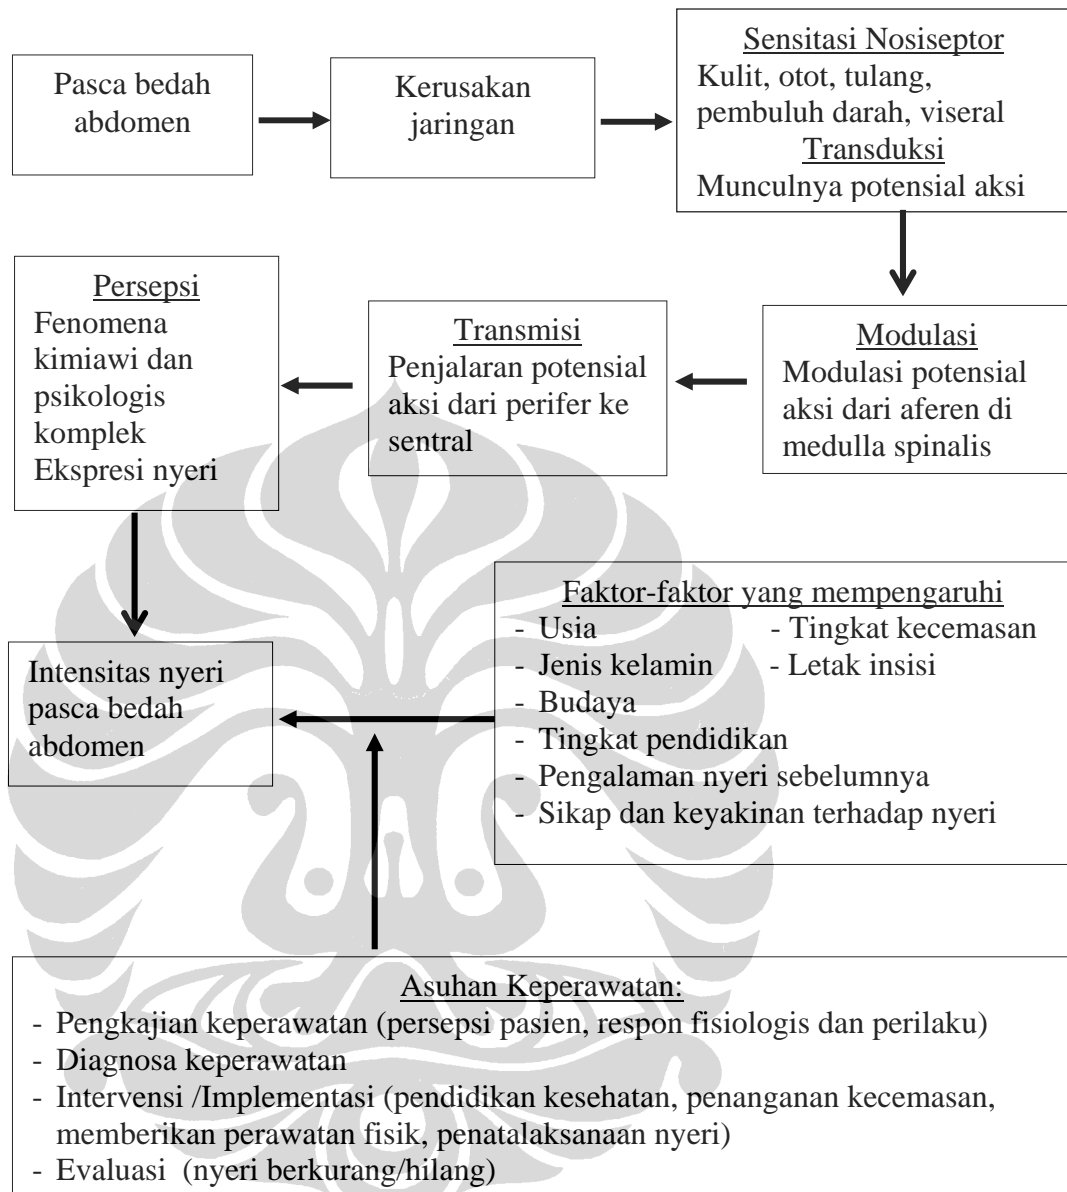 Pasca bedah
abdomen
Kerusakan
jaringan
Sensitasi Nosiseptor
Kulit, otot, tulang,
pembuluh darah, viseral
Transduksi
Munculnya potensial aksi
Modulasi
Modulasi potensial
aksi dari aferen di
medulla spinalis
Transmisi
Penjalaran potensial
aksi dari perifer ke
sentral
Persepsi
Fenomena
kimiawi dan
psikologis
komplek
Ekspresi nyeri
Intensitas nyeri
pasca bedah
abdomen
Faktor-faktor yang mempengaruhi
- Usia - Tingkat kecemasan
- Jenis kelamin - Letak insisi
- Budaya
- Tingkat pendidikan
- Pengalaman nyeri sebelumnya
- Sikap dan keyakinan terhadap nyeri
Asuhan Keperawatan:
- Pengkajian keperawatan (persepsi pasien, respon fisiologis dan perilaku)
- Diagnosa keperawatan
- Intervensi /Implementasi (pendidikan kesehatan, penanganan kecemasan,
memberikan perawatan fisik, penatalaksanaan nyeri)
- Evaluasi (nyeri berkurang/hilang)